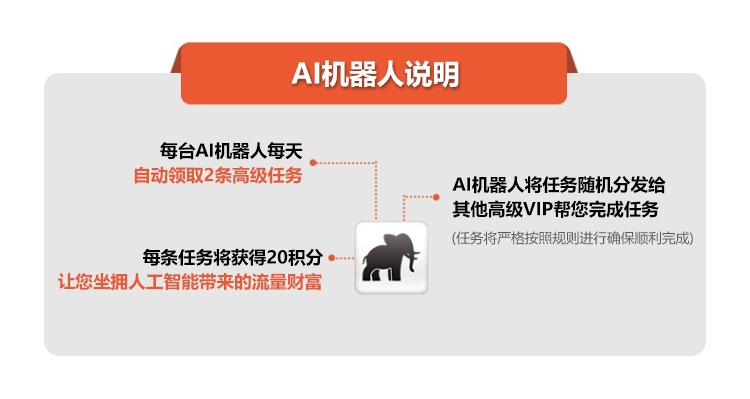 AI机器人说明
每台AI机器人每天
自动领取2条高级任务
每条任务将获得20积分
让您坐拥人工智能带来的流量财富
AI机器人将任务随机分发给
其他高级VIP帮您完成任务
(任务将严格按照规则进行确保顺利完成)